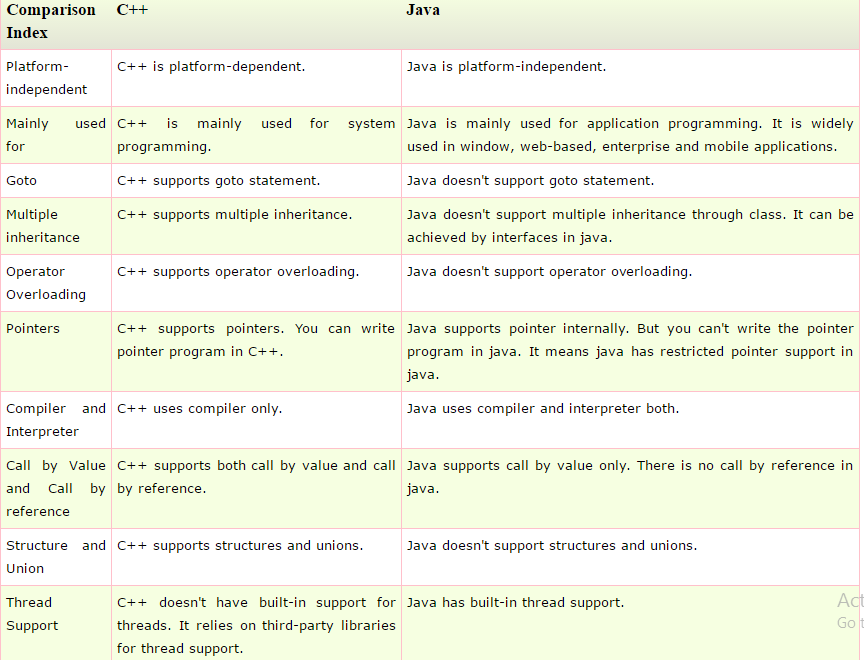 Comparison C++ Java
Index
Platform- C++ is platform-dependent. Java is platform-independent.
independent
Mainly used C++ is mainly used for system Java is mainly used for application programming. It is widely
for programming. used in window, web-based, enterprise and mobile applications.
Goto C++ supports goto statement. Java doesn't support goto statement.
Multiple C++ supports multiple inheritance. Java doesn't support multiple inheritance through class. It can be
inheritance achieved by interfaces in java.
Operator C++ supports operator overloading. Java doesn't support operator overloading.
Overloading
Pointers C++ supports pointers. You can write Java supports pointer internally. But you can't write the pointer
pointer program in C++. program in java. It means java has restricted pointer support in
java.
Compiler and C++ uses compiler only. Java uses compiler and interpreter both.
Interpreter
Call by Value C++ supports both call by value and call Java supports call by value only. There is no call by reference in
and Call by by reference. java.
reference
Structure and C++ supports structures and unions. Java doesn't support structures and unions.
Union
Thread C++ doesn't have built-in support for Java has built-in thread support. Act
Support threads. It relies on third-party libraries Go t
for thread support.